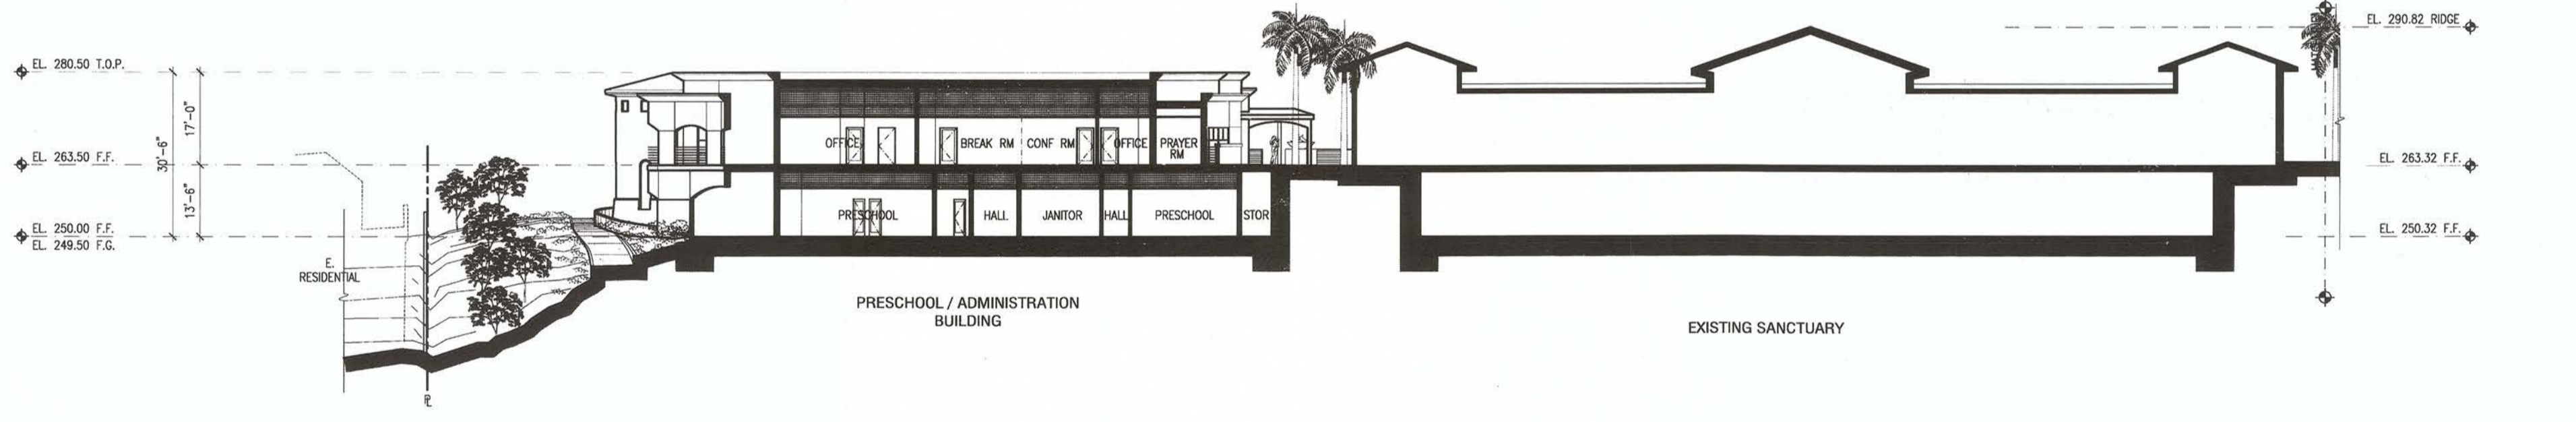 EL. 280.50 T.O.P.
17'-0"
30'-6"
EL. 263.50 F.F.
13'-6"
EL. 250.00 F.F.
EL. 249.50 F.G.
E.
RESIDENTIAL
PL
OFFICE
BREAK RM
CONF RM
OFFICE
PRAYER
RM
PRESCHOOL
HALL
JANITOR
HALL
PRESCHOOL
STOR
PRESCHOOL / ADMINISTRATION
BUILDING
EXISTING SANCTUARY
EL. 290.82 RIDGE
EL. 263.32 F.F.
EL. 250.32 F.F.